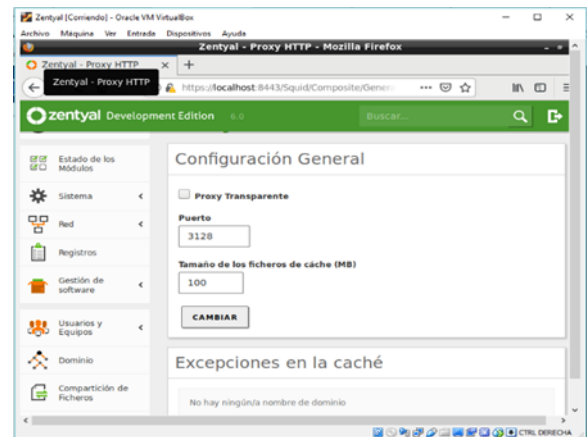 Zentyal [Corriendo] - Oracle VM VirtualBox
Archivo Máquina Ver Entrada Dispositivos Ayuda
Zentyal - Proxy HTTP - Mozilla Firefox
Zentyal - Proxy HTTP
Zentyal - Proxy HTTP
https://localhost:8443/Squid/Composite/Genera
zentyal Development Edition 6.0
Buscar...
Estado de los
Módulos
Sistema
Red
Registros
Gestión de
software
Usuarios y
Equipos
Dominio
Compartición de
Ficheros
Configuración General
Proxy Transparente
Puerto
3128
Tamaño de los ficheros de cáche (MB)
100
CAMBIAR
Excepciones en la caché
No hay ningún/a nombre de dominio
CTRL DERECHA